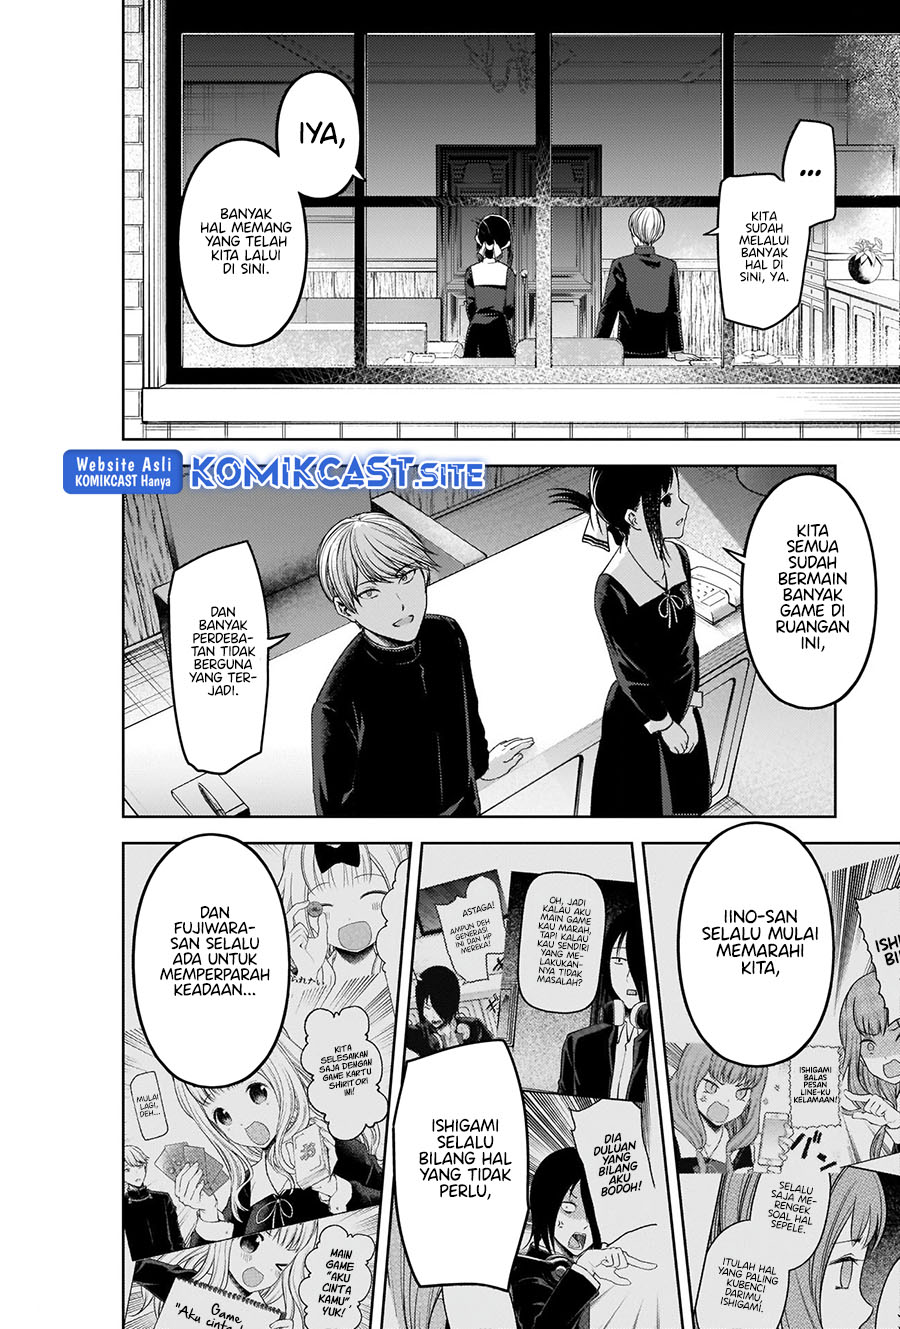 ...
KITA
SUDAH
MELALUI
BANYAK
HAL DI
SINI, YA.
IYA,
BANYAK
HAL MEMANG
YANG TELAH
KITA LALUI
DI SINI.
Website Asli
KOMIKCAST Hanya
KOMIKCAST.SITE
KITA
SEMUA
SUDAH
BERMAIN
BANYAK
GAME DI
RUANGAN
INI,
DAN
BANYAK
PERDEBA-
TAN TIDAK
BERGUNA
YANG TER-
JADI.
IINO-SAN
SELALU MULAI
MEMARAHI
KITA,
ISHIGAMI
BALAS
PESAN
LINE-KU
KELAMAAN!
SELALU
SAJA ME-
RENGEK
SOAL HAL
SEPELE.
ITULAH HAL
YANG PALING
KUBENCI
DARIMU,
ISHIGAMI.
OH, JADI
KALAU AKU
MAIN GAME
KAU MARAH,
TAPI KALAU
KAU SENDIRI
YANG ME-
LAKUKAN-
NYA TIDAK
MASALAH?
ASTAGA!
AMPUN DEH
GENERASI
INI DAN HP
MEREKA!
DIA
DULUAN
YANG
BILANG
AKU
BODOH!
ISHIGAMI
SELALU
BILANG HAL
YANG TIDAK
PERLU,
DAN
FUJIWARA-
SAN SELALU
ADA UNTUK
MEMPERPARAH
KEADAAN...
KITA
SELESAIKAN
SAJA DENGAN
GAME KARTU
SHIRITORI
INI!
MULAI
LAGI,
DEH...
MAIN
GAME
"AKU
CINTA
KAMU",
YUK!
Game
"Aku cinta